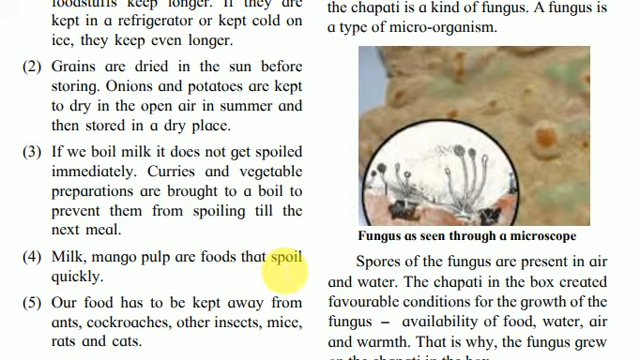 foodstuffs keep longer. If they are
kept in a refrigerator or kept cold on
ice, they keep even longer.
(2) Grains are dried in the sun before
storing. Onions and potatoes are kept
to dry in the open air in summer and
then stored in a dry place.
(3) If we boil milk it does not get spoiled
immediately. Curries and vegetable
preparations are brought to a boil to
prevent them from spoiling till the
next meal.
(4) Milk, mango pulp are foods that spoil
quickly.
(5) Our food has to be kept away from
ants, cockroaches, other insects, mice,
rats and cats.
the chapati is a kind of fungus. A fungus is
a type of micro-organism.
Fungus as seen through a microscope
Spores of the fungus are present in air
and water. The chapati in the box created
favourable conditions for the growth of the
fungus – availability of food, water, air
and warmth. That is why, the fungus grew
on the chapati in the box